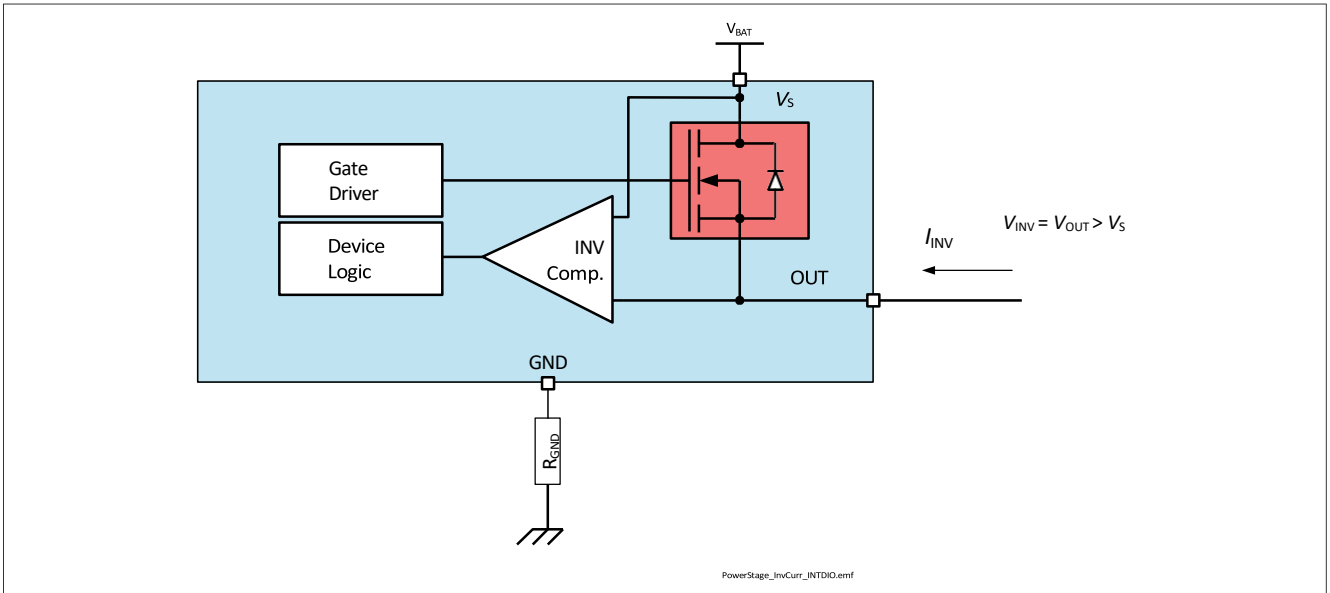 VBAT
VS
Gate
Driver
Device
Logic
INV
Comp.
OUT
IINV
VINV = VOUT > VS
GND
RGND
PowerStage_InvCurr_INTDIO.emf